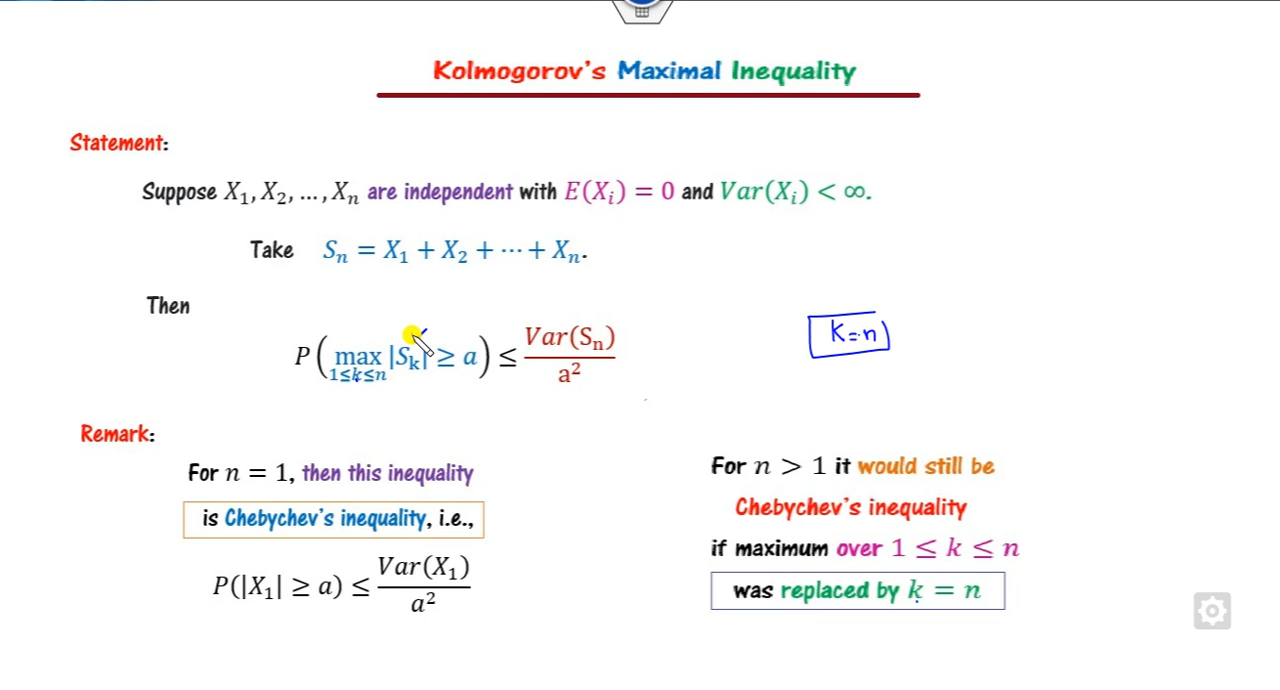 Kolmogorov's Maximal Inequality
Statement:
Suppose X₁, X₂, ..., Xₙ are independent with E(Xᵢ) = 0 and Var(Xᵢ) < ∞.
Take Sₙ = X₁ + X₂ + ⋯ + Xₙ.
Then
P( max_{1≤k≤n} |Sₖ| ≥ a ) ≤ Var(Sₙ) / a²
K=n
Remark:
For n = 1, then this inequality
is Chebychev's inequality, i.e.,
P(|X₁| ≥ a) ≤ Var(X₁) / a²
For n > 1 it would still be
Chebychev's inequality
if maximum over 1 ≤ k ≤ n
was replaced by k = n